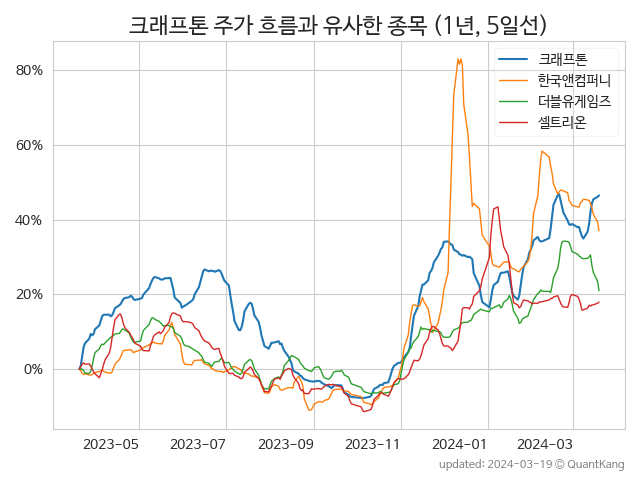 크래프톤 주가 흐름과 유사한 종목 (1년, 5일선)
크래프톤
한국앤컴퍼니
더블유게임즈
셀트리온
80%
60%
40%
20%
0%
2023-05 2023-07 2023-09 2023-11 2024-01 2024-03
updated: 2024-03-19 © QuantKang